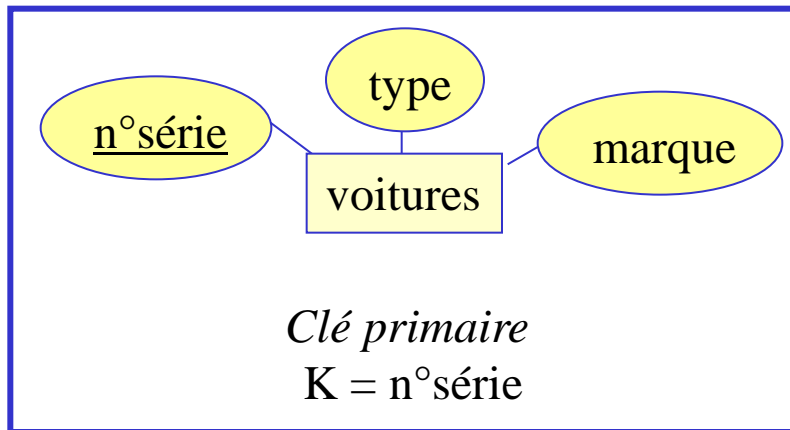 type
n°série
marque
voitures
Clé primaire
K = n°série